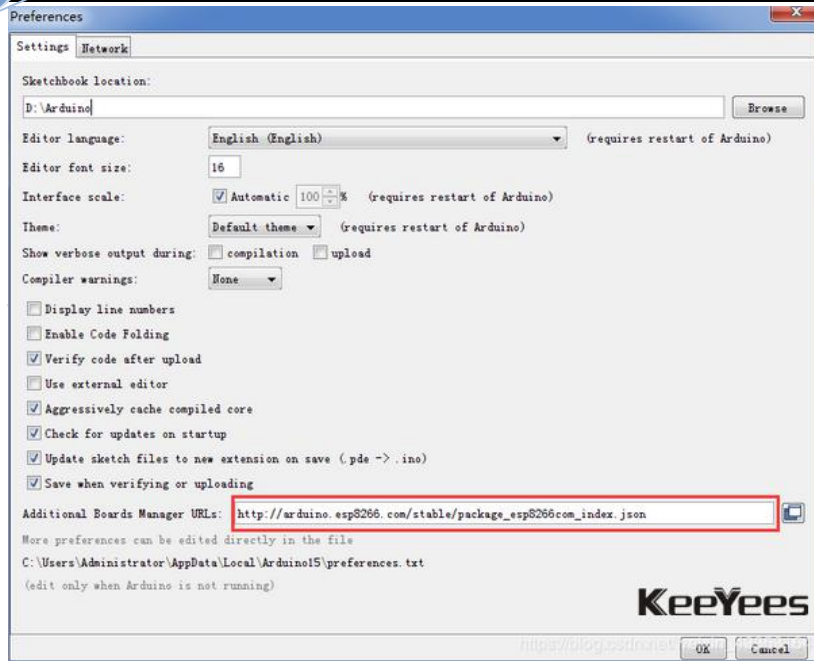 Preferences
Settings Network
Sketchbook location:
D:\Arduino
Browse
Editor language: English (English) (requires restart of Arduino)
Editor font size: 16
Interface scale: Automatic 100 % (requires restart of Arduino)
Theme: Default theme (requires restart of Arduino)
Show verbose output during: compilation upload
Compiler warnings: None
Display line numbers
Enable Code Folding
Verify code after upload
Use external editor
Aggressively cache compiled core
Check for updates on startup
Update sketch files to new extension on save (.pde -> .ino)
Save when verifying or uploading
Additional Boards Manager URLs: http://arduino.esp8266.com/stable/package_esp8266com_index.json
More preferences can be edited directly in the file
C:\Users\Administrator\AppData\Local\Arduino15\preferences.txt
(edit only when Arduino is not running)
KeeYees
OK Cancel